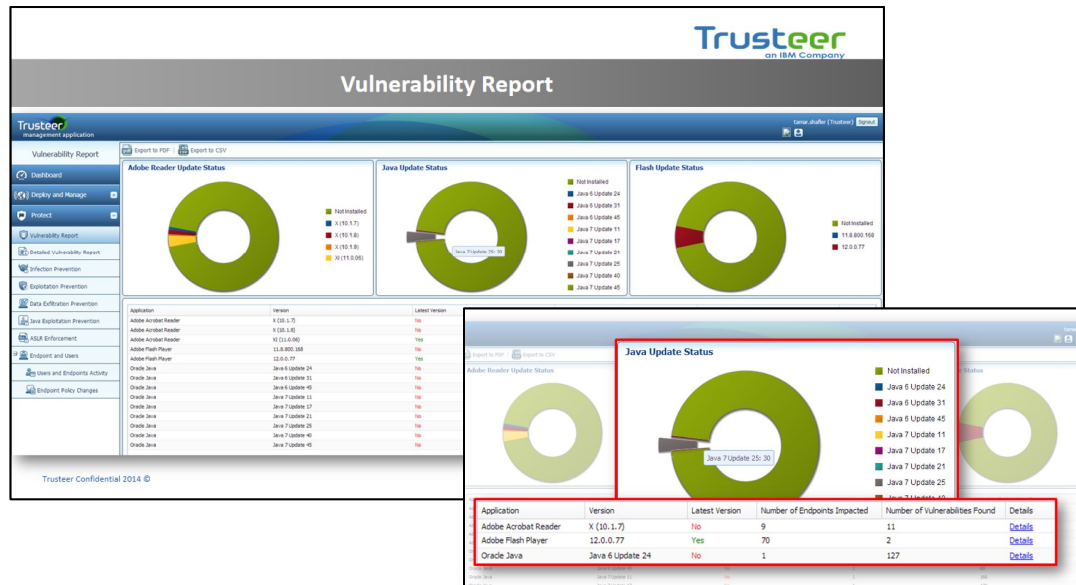 Trusteer
an IBM Company
Vulnerability Report
Trusteer
management application
tamar.shafler (Trusteer) Signout
Vulnerability Report
Export to PDF Export to CSV
Dashboard
Deploy and Manage
Protect
Vulnerability Report
Detailed Vulnerability Report
Infection Prevention
Exploitation Prevention
Data Exfiltration Prevention
Java Exploitation Prevention
ASLR Enforcement
Endpoint and Users
Users and Endpoints Activity
Endpoint Policy Changes
Adobe Reader Update Status
Not Installed
X (10.1.7)
X (10.1.8)
X (10.1.9)
XI (11.0.06)
Java Update Status
Java 7 Update 25: 30
Not Installed
Java 6 Update 24
Java 6 Update 31
Java 6 Update 45
Java 7 Update 11
Java 7 Update 17
Java 7 Update 21
Java 7 Update 25
Java 7 Update 40
Java 7 Update 45
Flash Update Status
Not Installed
11.8.800.168
12.0.0.77
Application Version Latest Version
Adobe Acrobat Reader X (10.1.7) No
Adobe Acrobat Reader X (10.1.8) No
Adobe Acrobat Reader XI (11.0.06) Yes
Adobe Flash Player 11.8.800.168 No
Adobe Flash Player 12.0.0.77 Yes
Oracle Java Java 6 Update 24 No
Oracle Java Java 6 Update 31 No
Oracle Java Java 6 Update 45 No
Oracle Java Java 7 Update 11 No
Oracle Java Java 7 Update 17 No
Oracle Java Java 7 Update 21 No
Oracle Java Java 7 Update 25 No
Oracle Java Java 7 Update 40 No
Oracle Java Java 7 Update 45 No
Trusteer Confidential 2014 ©
Export to PDF Export to CSV
Adobe Reader Update Status
Java Update Status
Java 7 Update 25: 30
Not Installed
Java 6 Update 24
Java 6 Update 31
Java 6 Update 45
Java 7 Update 11
Java 7 Update 17
Java 7 Update 21
Java 7 Update 25
Status
Application Version Latest Version Number of Endpoints Impacted Number of Vulnerabilities Found Details
Adobe Acrobat Reader X (10.1.7) No 9 11 Details
Adobe Flash Player 12.0.0.77 Yes 70 2 Details
Oracle Java Java 6 Update 24 No 1 127 Details